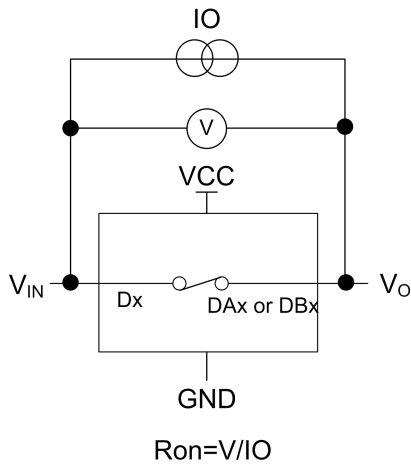 IO
V
VCC
VIN
Dx
DAx or DBx
VO
GND
Ron=V/IO